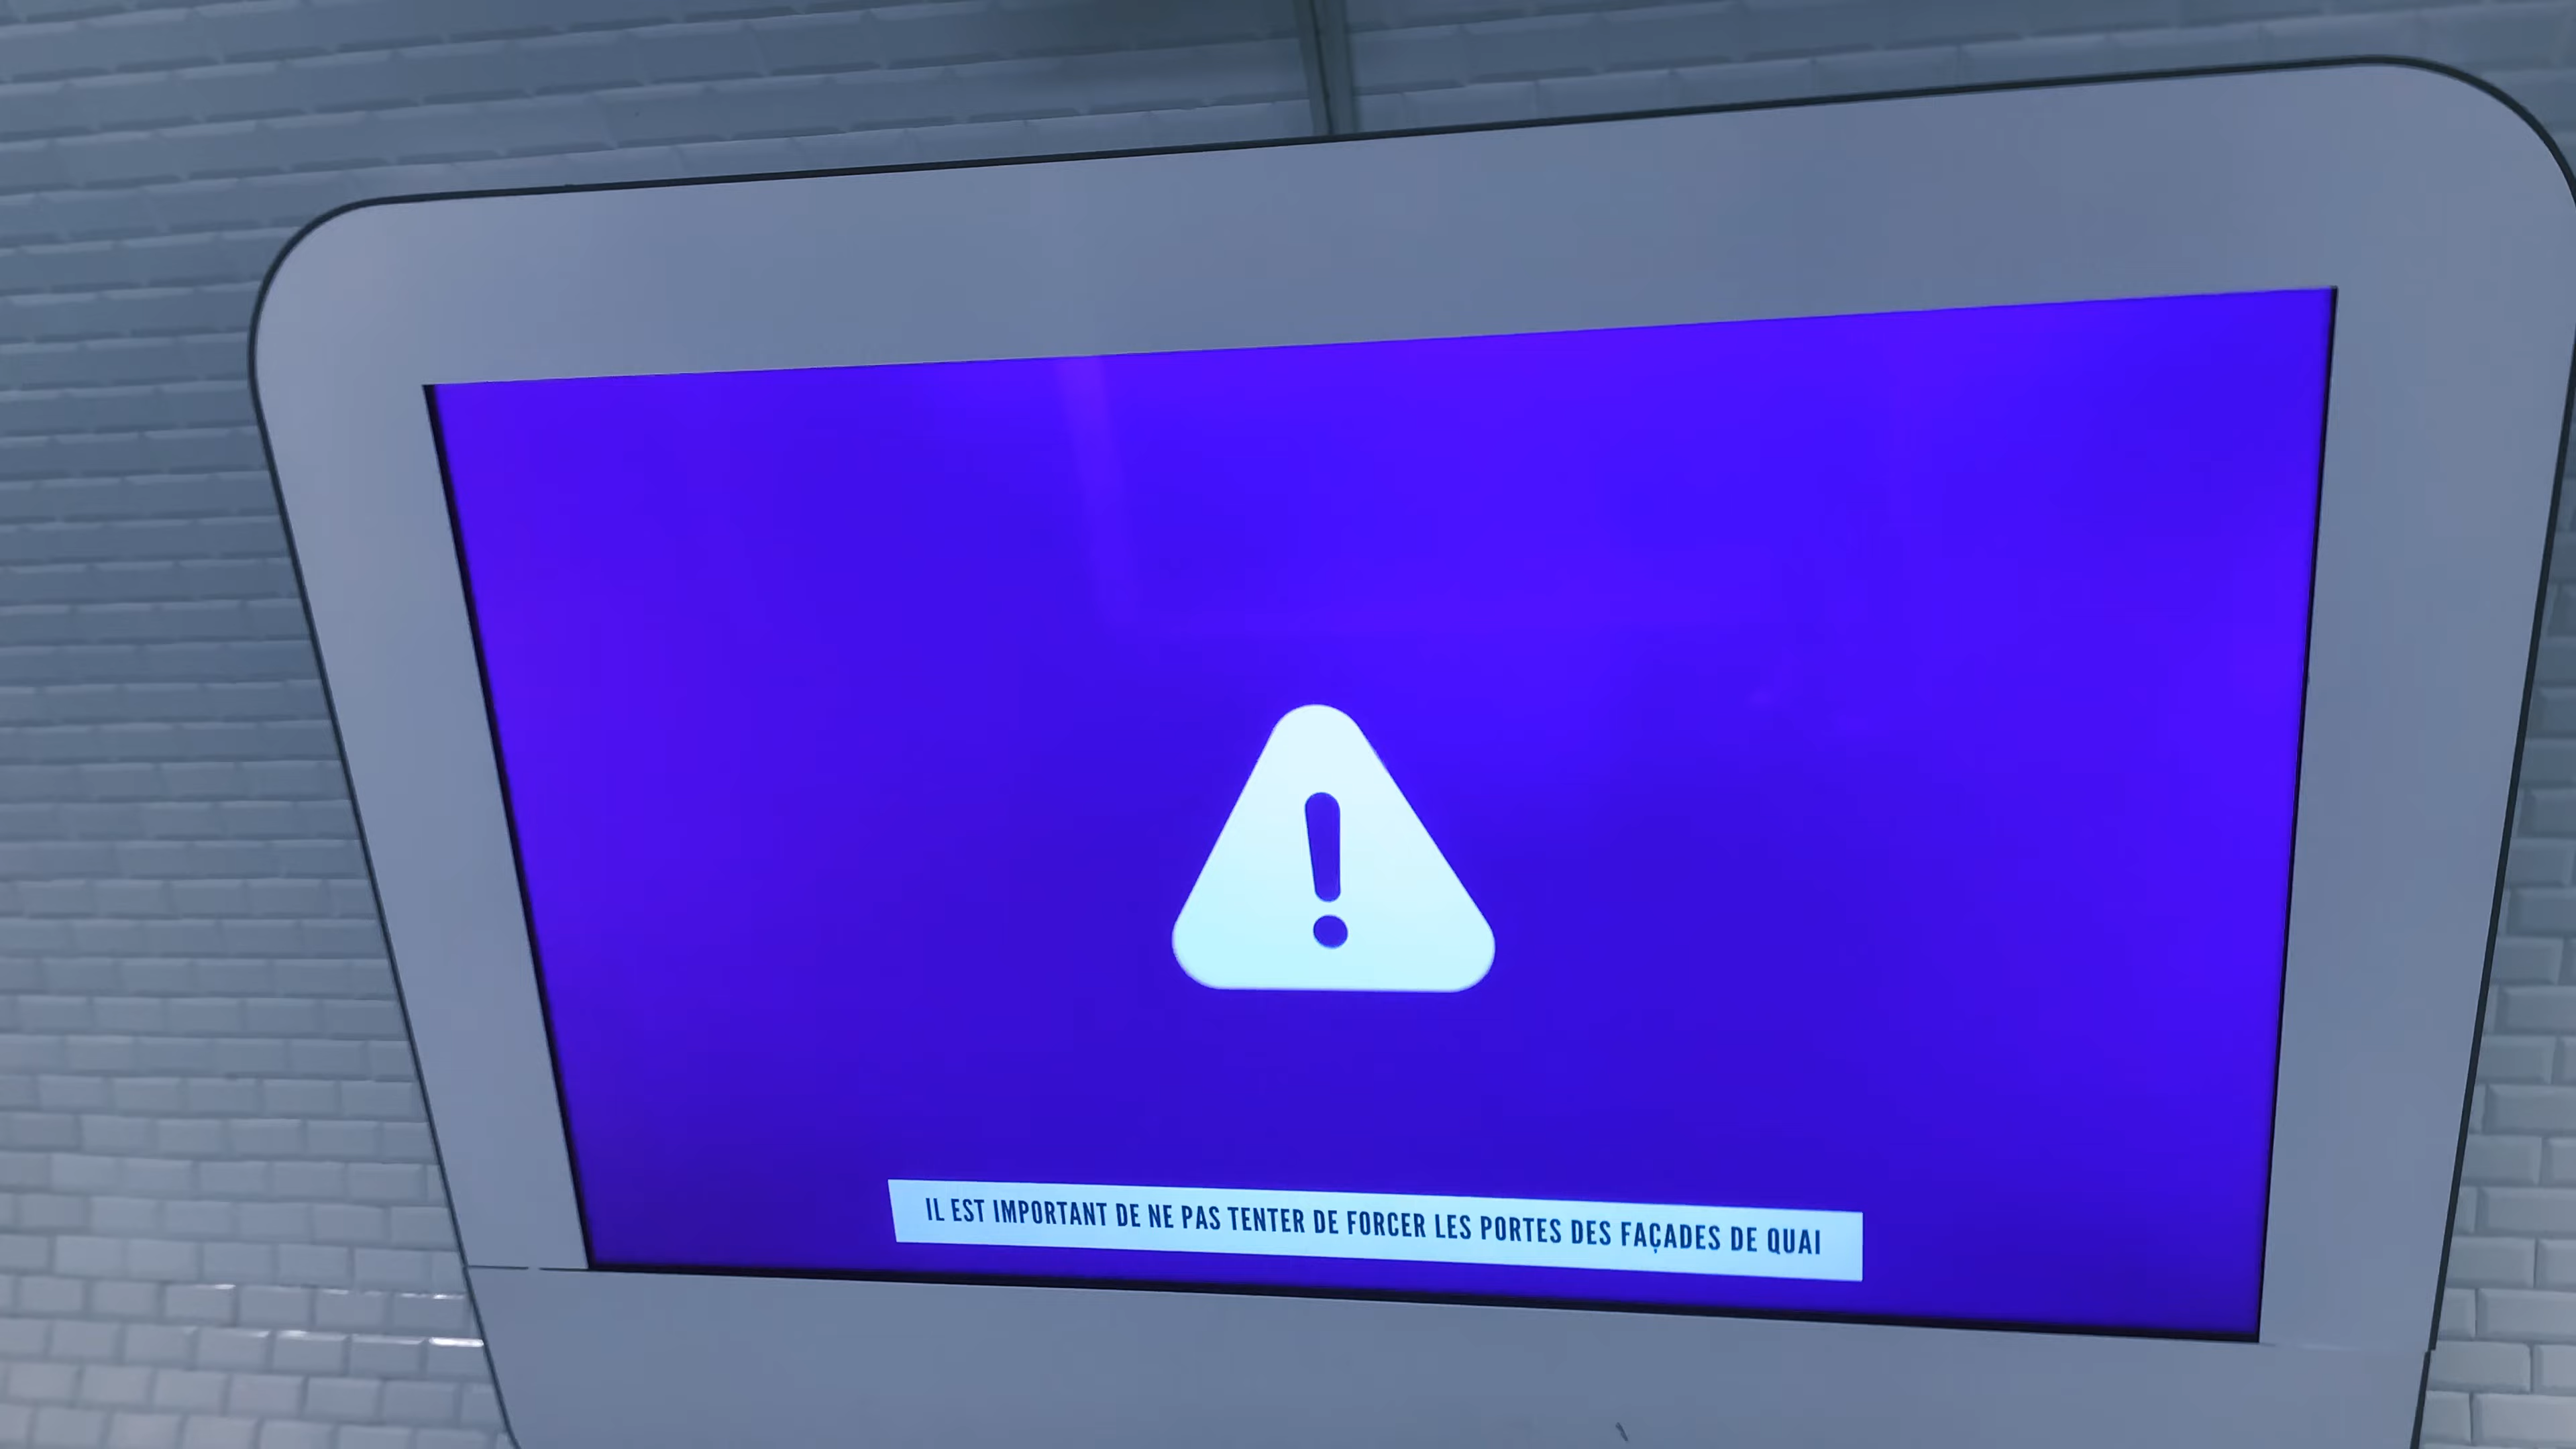 IL EST IMPORTANT DE NE PAS TENTER DE FORCER LES PORTES DES FAÇADES DE QUAI